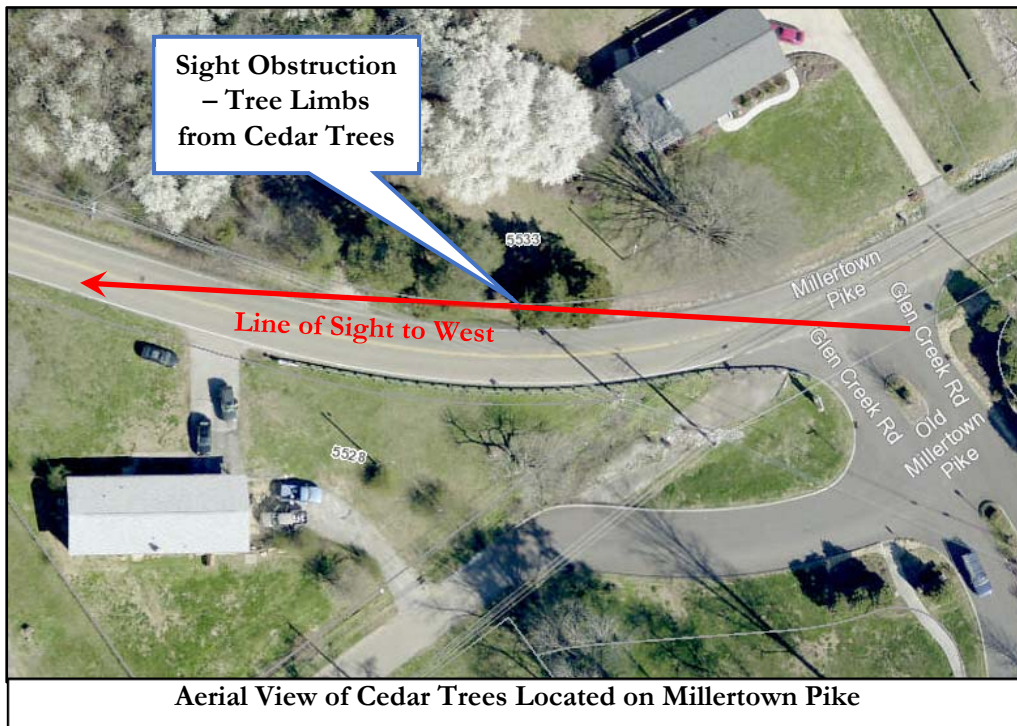 Sight Obstruction
– Tree Limbs
from Cedar Trees
5533
Millertown
Pike
Line of Sight to West
Glen Creek Rd
Glen Creek Rd
Old
Millertown
Pike
5528
Aerial View of Cedar Trees Located on Millertown Pike